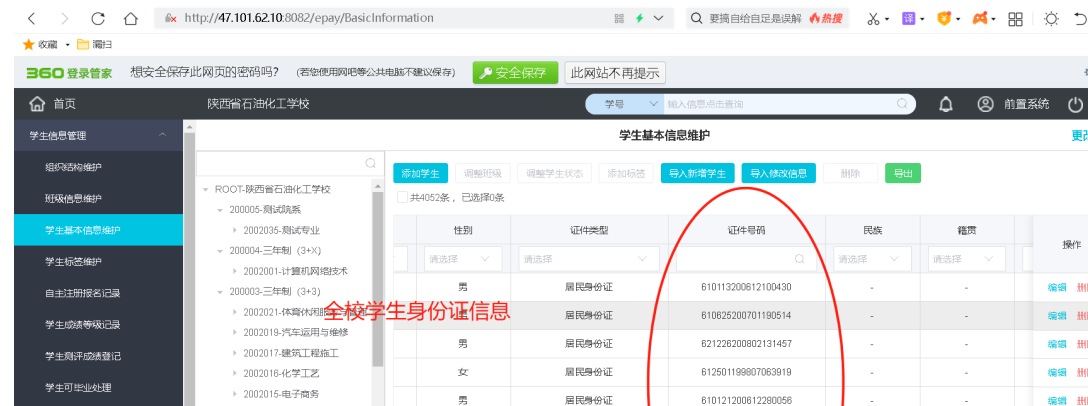 http://47.101.62.10:8082/epay/BasicInformation
要搞自给自足是误解 热搜
收藏 漏扫
360登录管家 想安全保存此网页的密码吗? (若您使用网吧等公共电脑不建议保存) 安全保存 此网站不再提示
首页 陕西省石油化工学校 学号 输入信息点击查询 前置系统
学生信息管理 学生基本信息维护
组织结构维护
班级信息维护
学生基本信息维护
学生标签维护
自主注册报名记录
学生成绩等级记录
学生测评成绩登记
学生可毕业处理
ROOT-陕西省石油化工学校
200005-测试院系
2002035-测试专业
200004-三年制 (3+X)
2002001-计算机网络技术
200003-三年制 (3+3)
2002019-汽车运用与维修
2002017-建筑工程施工
2002016-化学工艺
2002015-电子商务
全校学生身份证信息
添加学生 调整班级 调整学生状态 添加标签 导入新增学生 导入修改信息 删除 导出
共4052条，已选择0条
性别 证件类型 证件号码 民族 籍贯 操作
请选择 请选择 请选择 请选择
男 居民身份证 610113200612100430 - - 编辑
居民身份证 610625200701190514 - - 编辑
男 居民身份证 621226200802131457 - - 编辑
女 居民身份证 612501199807063919 - - 编辑
男 居民身份证 610121200612280056 - - 编辑